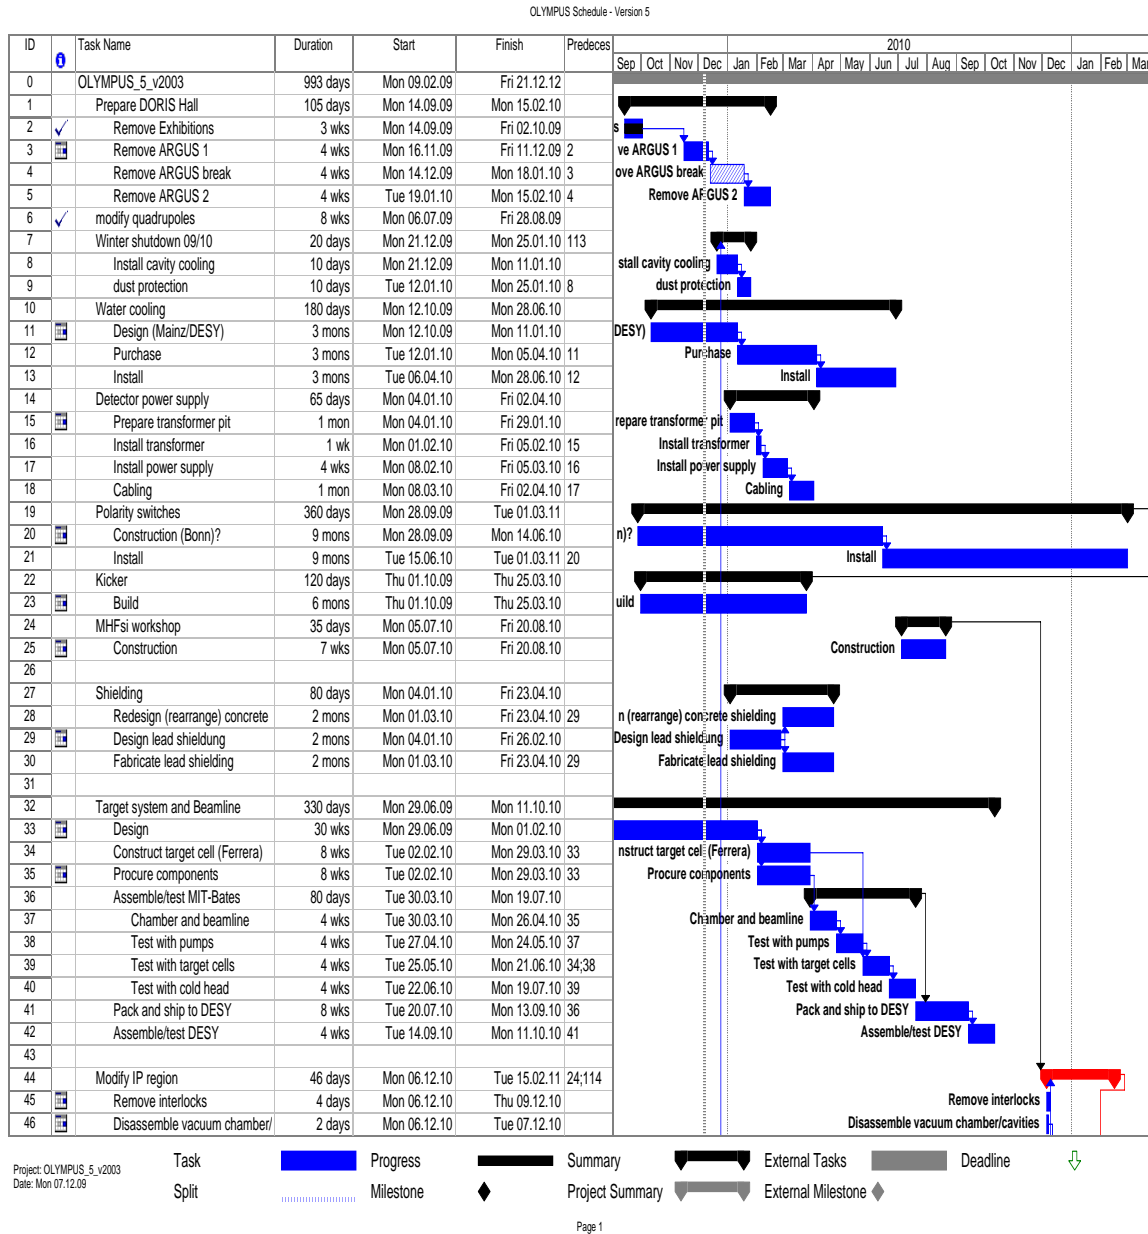 OLYMPUS Schedule - Version 5
ID Task Name Duration Start Finish Predeces 2010
Sep Oct Nov Dec Jan Feb Mar Apr May Jun Jul Aug Sep Oct Nov Dec Jan Feb Mar
0 OLYMPUS_5_v2003 993 days Mon 09.02.09 Fri 21.12.12
1 Prepare DORIS Hall 105 days Mon 14.09.09 Mon 15.02.10
2 Remove Exhibitions 3 wks Mon 14.09.09 Fri 02.10.09 s
3 Remove ARGUS 1 4 wks Mon 16.11.09 Fri 11.12.09 2 ve ARGUS 1
4 Remove ARGUS break 4 wks Mon 14.12.09 Mon 18.01.10 3 ove ARGUS break
5 Remove ARGUS 2 4 wks Tue 19.01.10 Mon 15.02.10 4 Remove ARGUS 2
6 modify quadrupoles 8 wks Mon 06.07.09 Fri 28.08.09
7 Winter shutdown 09/10 20 days Mon 21.12.09 Mon 25.01.10 113
8 Install cavity cooling 10 days Mon 21.12.09 Mon 11.01.10 stall cavity cooling
9 dust protection 10 days Tue 12.01.10 Mon 25.01.10 8 dust protection
10 Water cooling 180 days Mon 12.10.09 Mon 28.06.10
11 Design (Mainz/DESY) 3 mons Mon 12.10.09 Mon 11.01.10 DESY)
12 Purchase 3 mons Tue 12.01.10 Mon 05.04.10 11 Purchase
13 Install 3 mons Tue 06.04.10 Mon 28.06.10 12 Install
14 Detector power supply 65 days Mon 04.01.10 Fri 02.04.10
15 Prepare transformer pit 1 mon Mon 04.01.10 Fri 29.01.10 repare transformer pit
16 Install transformer 1 wk Mon 01.02.10 Fri 05.02.10 15 Install transformer
17 Install power supply 4 wks Mon 08.02.10 Fri 05.03.10 16 Install power supply
18 Cabling 1 mon Mon 08.03.10 Fri 02.04.10 17 Cabling
19 Polarity switches 360 days Mon 28.09.09 Tue 01.03.11
20 Construction (Bonn)? 9 mons Mon 28.09.09 Mon 14.06.10 n)?
21 Install 9 mons Tue 15.06.10 Tue 01.03.11 20 Install
22 Kicker 120 days Thu 01.10.09 Thu 25.03.10
23 Build 6 mons Thu 01.10.09 Thu 25.03.10 uild
24 MHFsi workshop 35 days Mon 05.07.10 Fri 20.08.10
25 Construction 7 wks Mon 05.07.10 Fri 20.08.10 Construction
26
27 Shielding 80 days Mon 04.01.10 Fri 23.04.10
28 Redesign (rearrange) concrete 2 mons Mon 01.03.10 Fri 23.04.10 29 n (rearrange) concrete shielding
29 Design lead shieldung 2 mons Mon 04.01.10 Fri 26.02.10 Design lead shieldung
30 Fabricate lead shielding 2 mons Mon 01.03.10 Fri 23.04.10 29 Fabricate lead shielding
31
32 Target system and Beamline 330 days Mon 29.06.09 Mon 11.10.10
33 Design 30 wks Mon 29.06.09 Mon 01.02.10
34 Construct target cell (Ferrera) 8 wks Tue 02.02.10 Mon 29.03.10 33 nstruct target cell (Ferrera)
35 Procure components 8 wks Tue 02.02.10 Mon 29.03.10 33 Procure components
36 Assemble/test MIT-Bates 80 days Tue 30.03.10 Mon 19.07.10
37 Chamber and beamline 4 wks Tue 30.03.10 Mon 26.04.10 35 Chamber and beamline
38 Test with pumps 4 wks Tue 27.04.10 Mon 24.05.10 37 Test with pumps
39 Test with target cells 4 wks Tue 25.05.10 Mon 21.06.10 34;38 Test with target cells
40 Test with cold head 4 wks Tue 22.06.10 Mon 19.07.10 39 Test with cold head
41 Pack and ship to DESY 8 wks Tue 20.07.10 Mon 13.09.10 36 Pack and ship to DESY
42 Assemble/test DESY 4 wks Tue 14.09.10 Mon 11.10.10 41 Assemble/test DESY
43
44 Modify IP region 46 days Mon 06.12.10 Tue 15.02.11 24;114
45 Remove interlocks 4 days Mon 06.12.10 Thu 09.12.10 Remove interlocks
46 Disassemble vacuum chamber/ 2 days Mon 06.12.10 Tue 07.12.10 Disassemble vacuum chamber/cavities
Project: OLYMPUS_5_v2003
Date: Mon 07.12.09
Task Progress Summary External Tasks Deadline
Split Milestone Project Summary External Milestone
Page 1